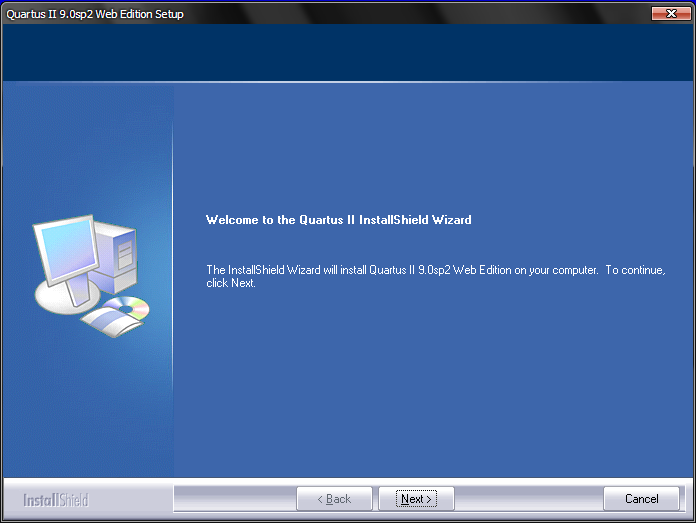 Quartus II 9.0sp2 Web Edition Setup
Welcome to the Quartus II InstallShield Wizard
The InstallShield Wizard will install Quartus II 9.0sp2 Web Edition on your computer.  To continue,
click Next.
InstallShield
< Back
Next >
Cancel